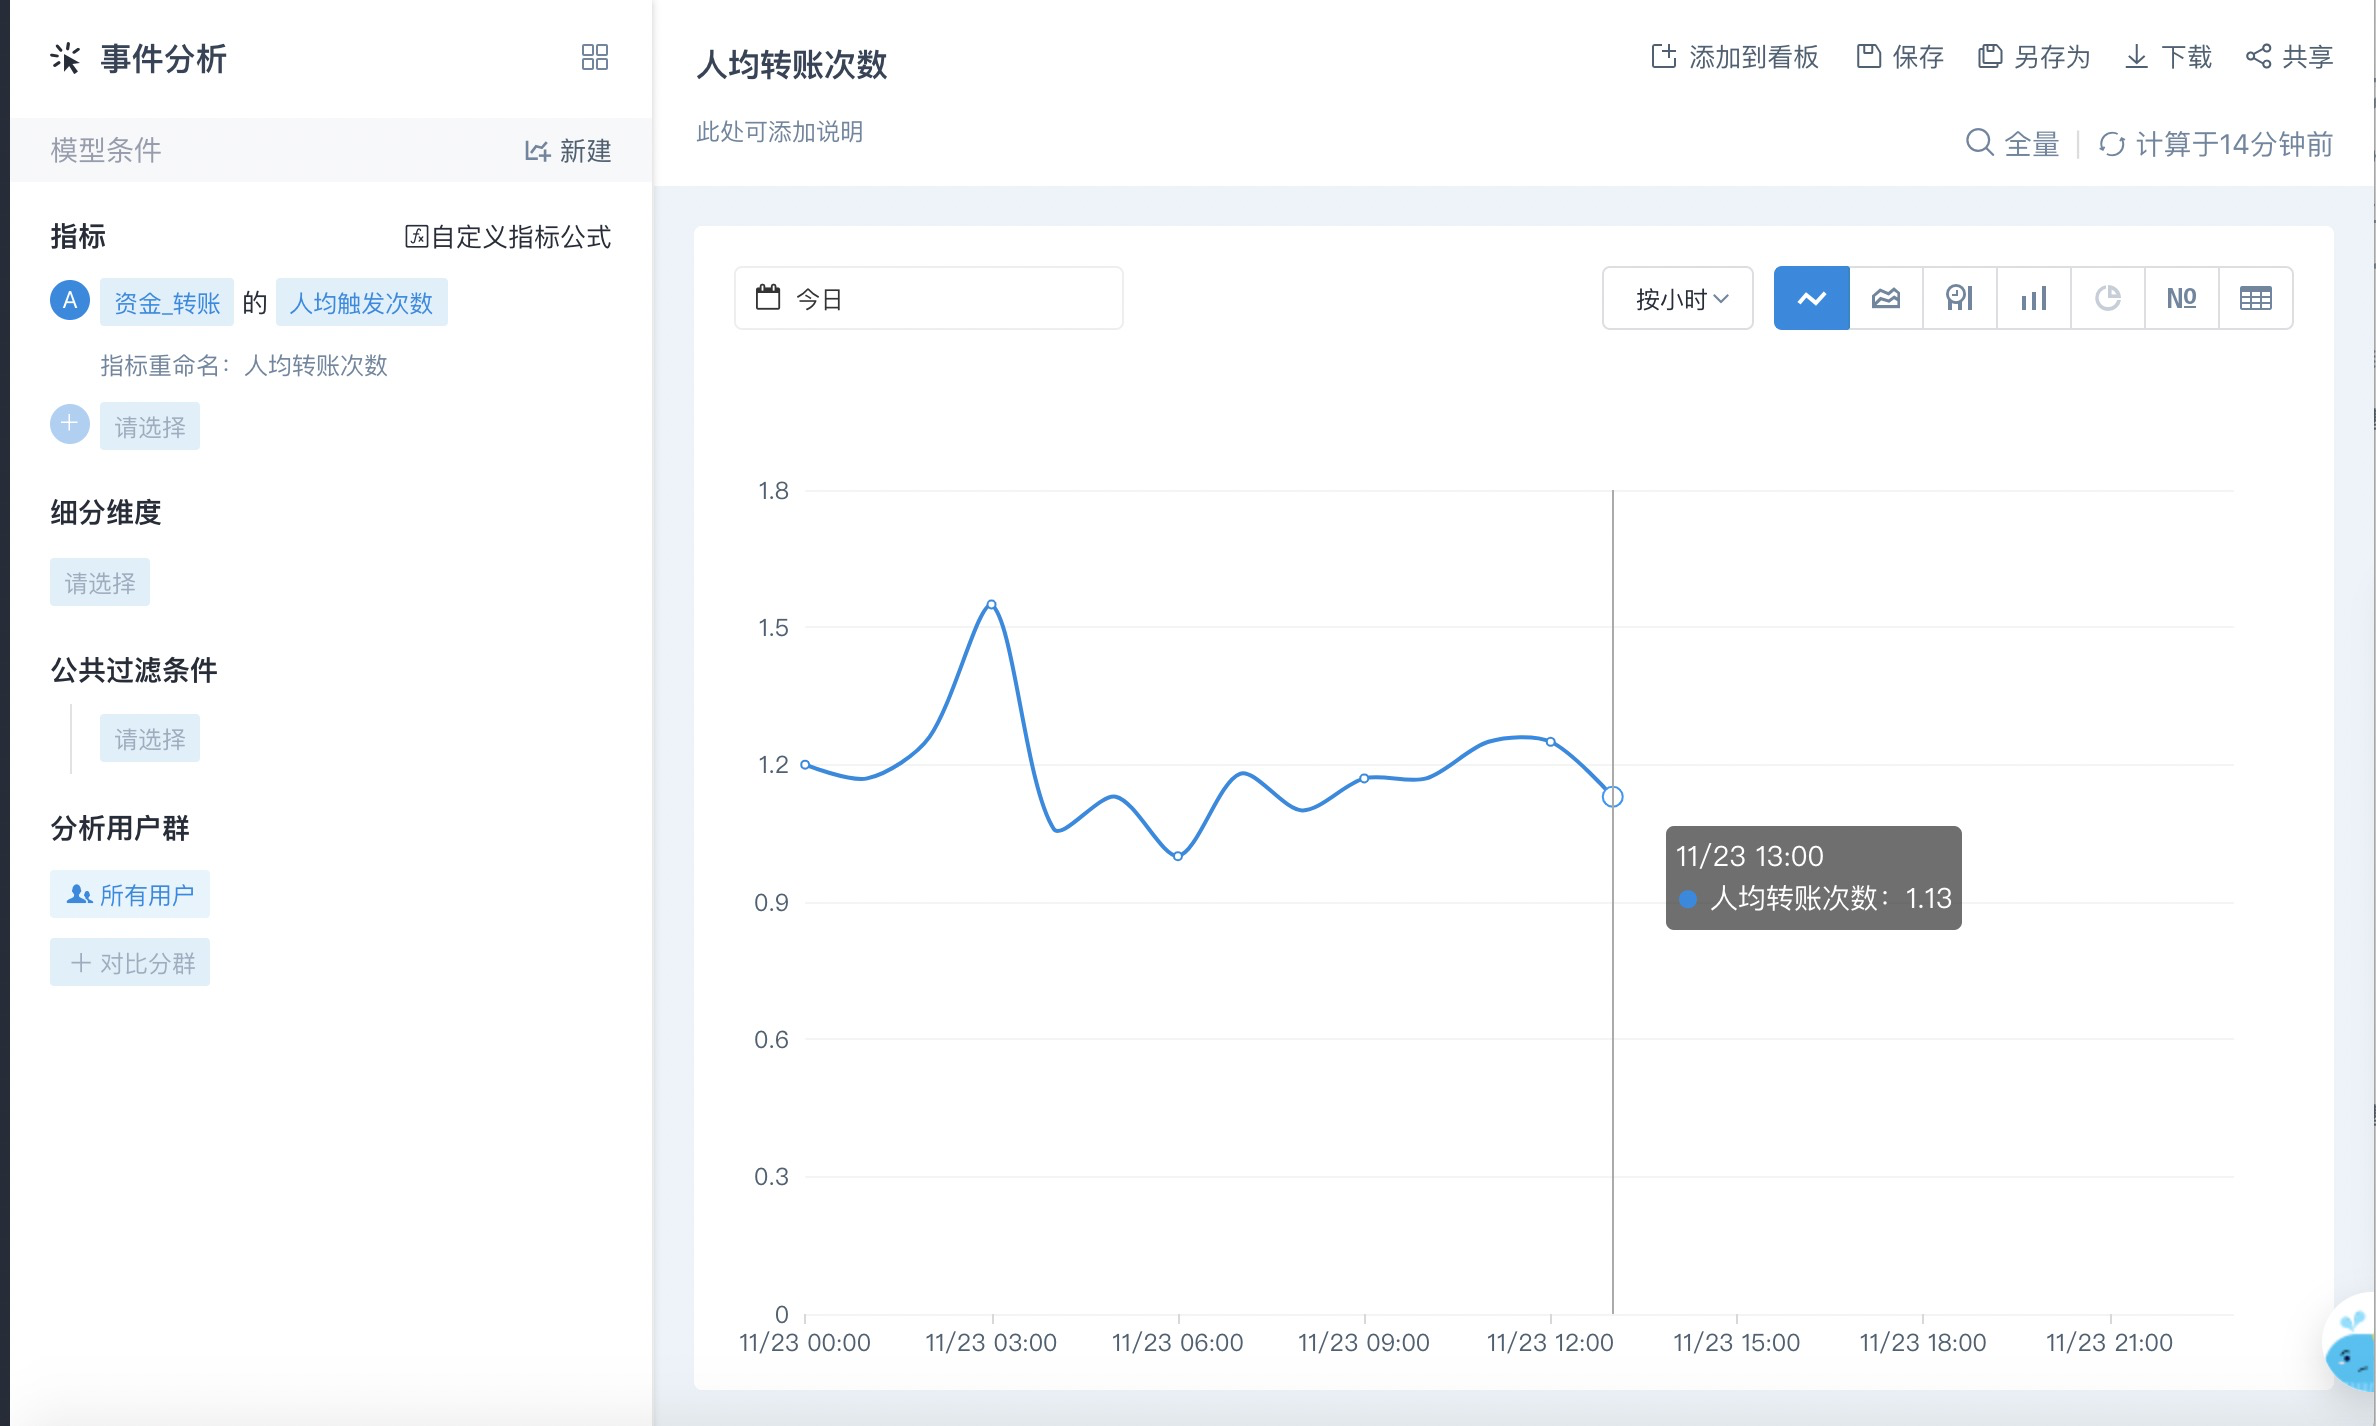 事件分析
模型条件
新建
指标
自定义指标公式
A 资金_转账 的 人均触发次数
指标重命名：人均转账次数
请选择
细分维度
请选择
公共过滤条件
请选择
分析用户群
所有用户
+ 对比分群
人均转账次数
添加到看板 保存 另存为 下载 共享
此处可添加说明
全量 | 计算于14分钟前
今日
按小时
Nº
1.8
1.5
1.2
0.9
0.6
0.3
0
11/23 13:00
人均转账次数：1.13
11/23 00:00 11/23 03:00 11/23 06:00 11/23 09:00 11/23 12:00 11/23 15:00 11/23 18:00 11/23 21:00